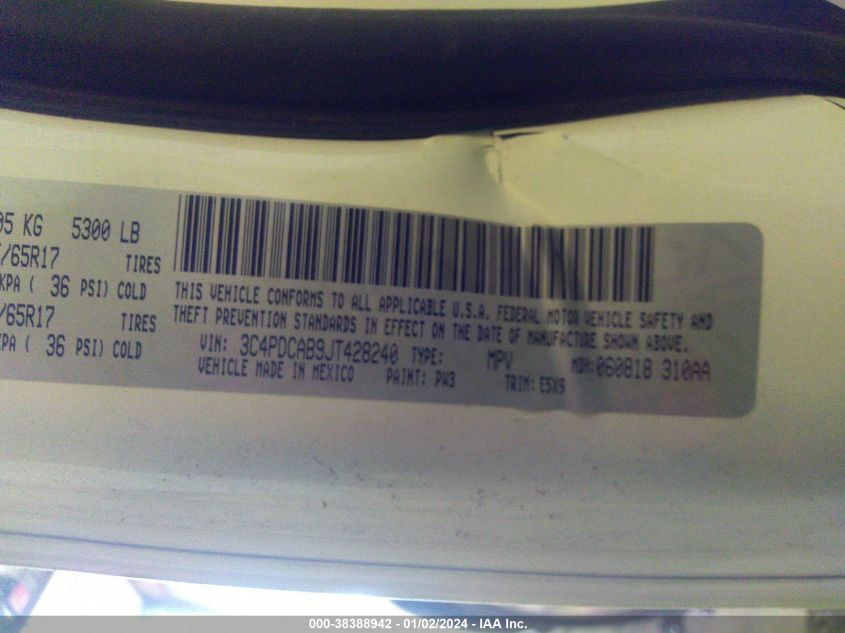 05 KG 5300 LB
/65R17 TIRES
KPA ( 36 PSI) COLD
/65R17 TIRES
KPA ( 36 PSI) COLD
THIS VEHICLE CONFORMS TO ALL APPLICABLE U.S.A. FEDERAL MOTOR VEHICLE SAFETY AND
THEFT PREVENTION STANDARDS IN EFFECT ON THE DATE OF MANUFACTURE SHOWN ABOVE.
VIN: 3C4PDCAB9JT428240 TYPE: MPV MDH:060818 310AA
VEHICLE MADE IN MEXICO PAINT: PW3 TRIM: E5X9
000-38388942 - 01/02/2024 - IAA Inc.